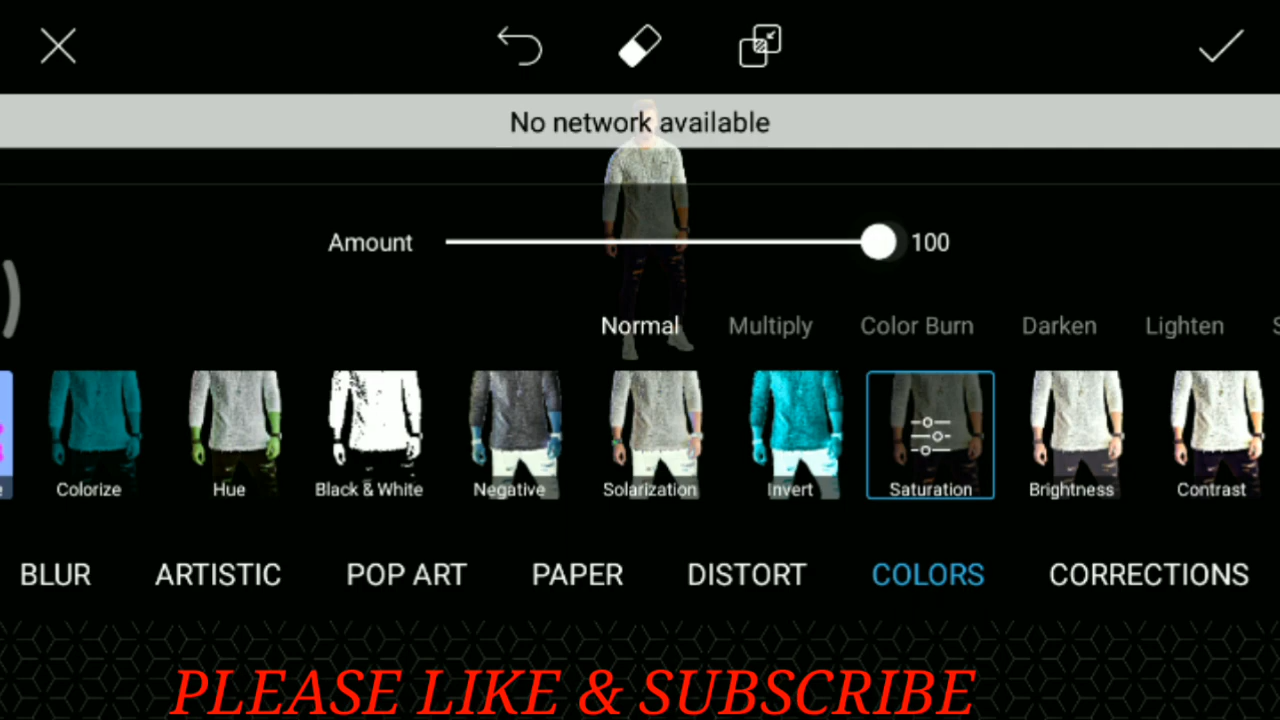 No network available
Amount 100
Normal Multiply Color Burn Darken Lighten
Colorize Hue Black & White Negative Solarization Invert Saturation Brightness Contrast
BLUR ARTISTIC POP ART PAPER DISTORT COLORS CORRECTIONS
PLEASE LIKE & SUBSCRIBE